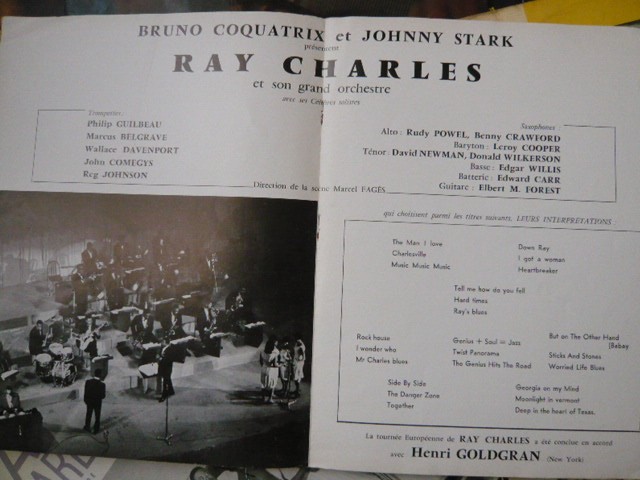 BRUNO COQUATRIX et JOHNNY STARK
présentent
RAY CHARLES
et son grand orchestre
avec ses Célèbres solistes
Trompettes :
Philip GUILBEAU
Marcus BELGRAVE
Wallace DAVENPORT
John COMEGYS
Reg JOHNSON
Saxophones :
Alto : Rudy POWEL, Benny CRAWFORD
Baryton : Leroy COOPER
Ténor : David NEWMAN, Donald WILKERSON
Basse : Edgar WILLIS
Batterie : Edward CARR
Guitare : Elbert M. FOREST
Direction de la scène Marcel FAGÈS
qui choisissent parmi les titres suivants, LEURS INTERPRÉTATIONS :
The Man I love
Charlesville
Music Music Music
Dawn Ray
I got a woman
Heartbreaker
Tell me how do you fell
Hard times
Ray's blues
Rock house
I wonder who
Mr Charles blues
Genius + Soul = Jazz
Twist Panorama
The Genius Hits The Road
But on The Other Hand
[Bebay
Sticks And Stones
Worried Life Blues
Side By Side
The Danger Zone
Together
Georgia on my Mind
Moonlight in vermont
Deep in the heart of Texas.
La tournée Européenne de RAY CHARLES a été conclue en accord
avec Henri GOLDGRAN (New York)